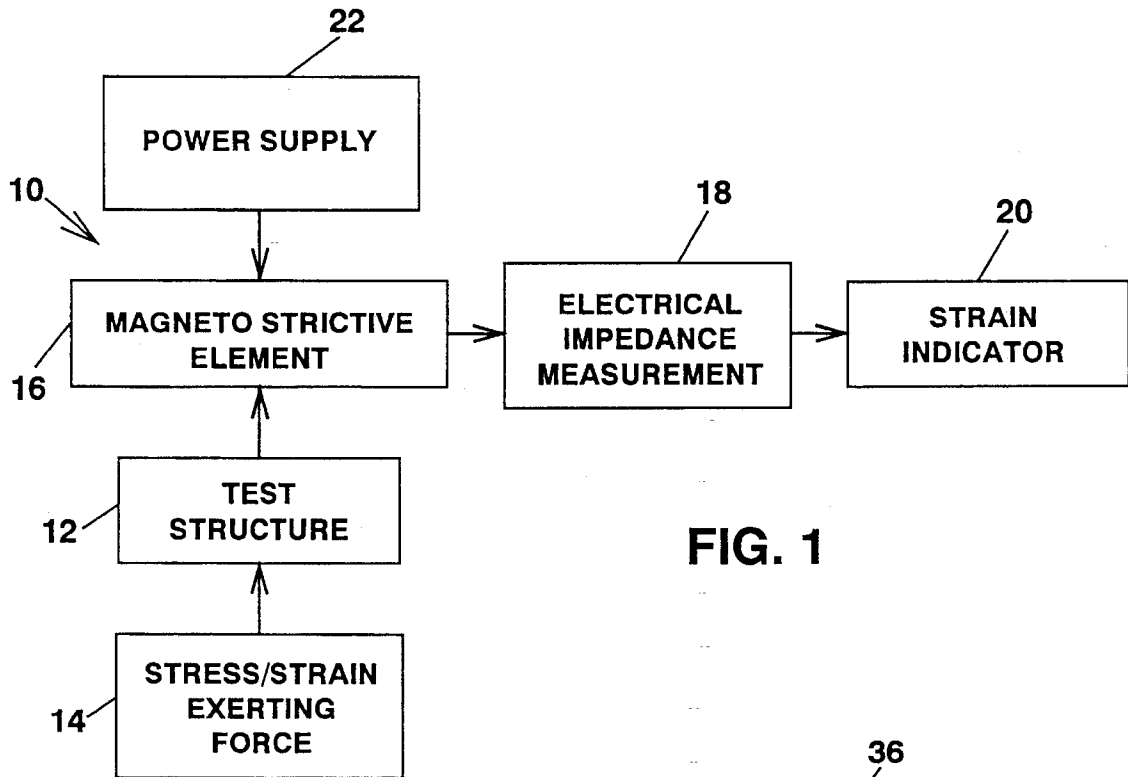 22
POWER SUPPLY
10
18
20
MAGNETO STRICTIVE
ELEMENT
16
ELECTRICAL
IMPEDANCE
MEASUREMENT
STRAIN
INDICATOR
TEST
STRUCTURE
12
FIG. 1
STRESS/STRAIN
EXERTING
FORCE
14
36